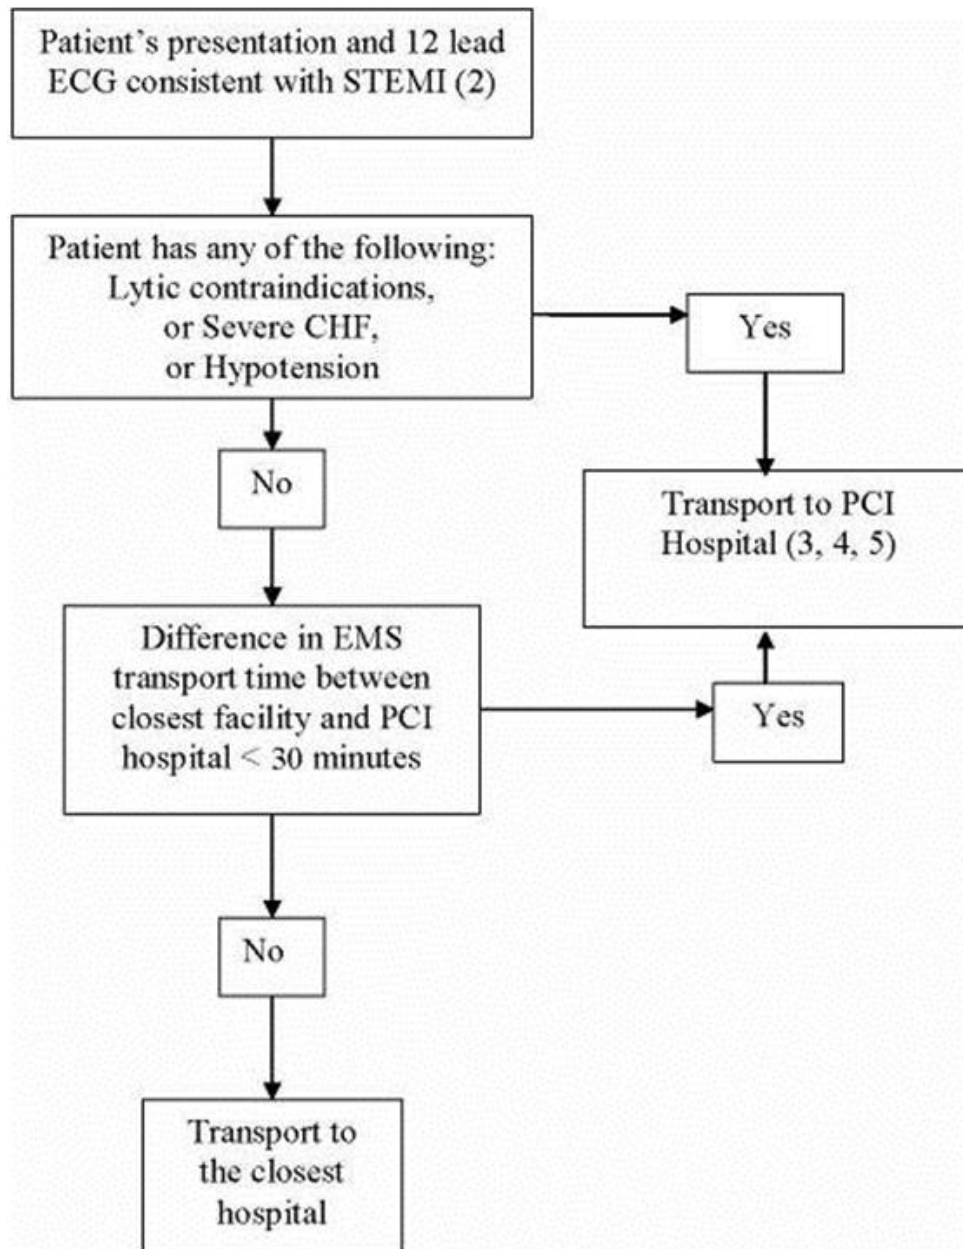 Patient’s presentation and 12 lead
ECG consistent with STEMI (2)
Patient has any of the following:
Lytic contraindications,
or Severe CHF,
or Hypotension
Yes
No
Transport to PCI
Hospital (3, 4, 5)
Difference in EMS
transport time between
closest facility and PCI
hospital < 30 minutes
Yes
No
Transport to
the closest
hospital